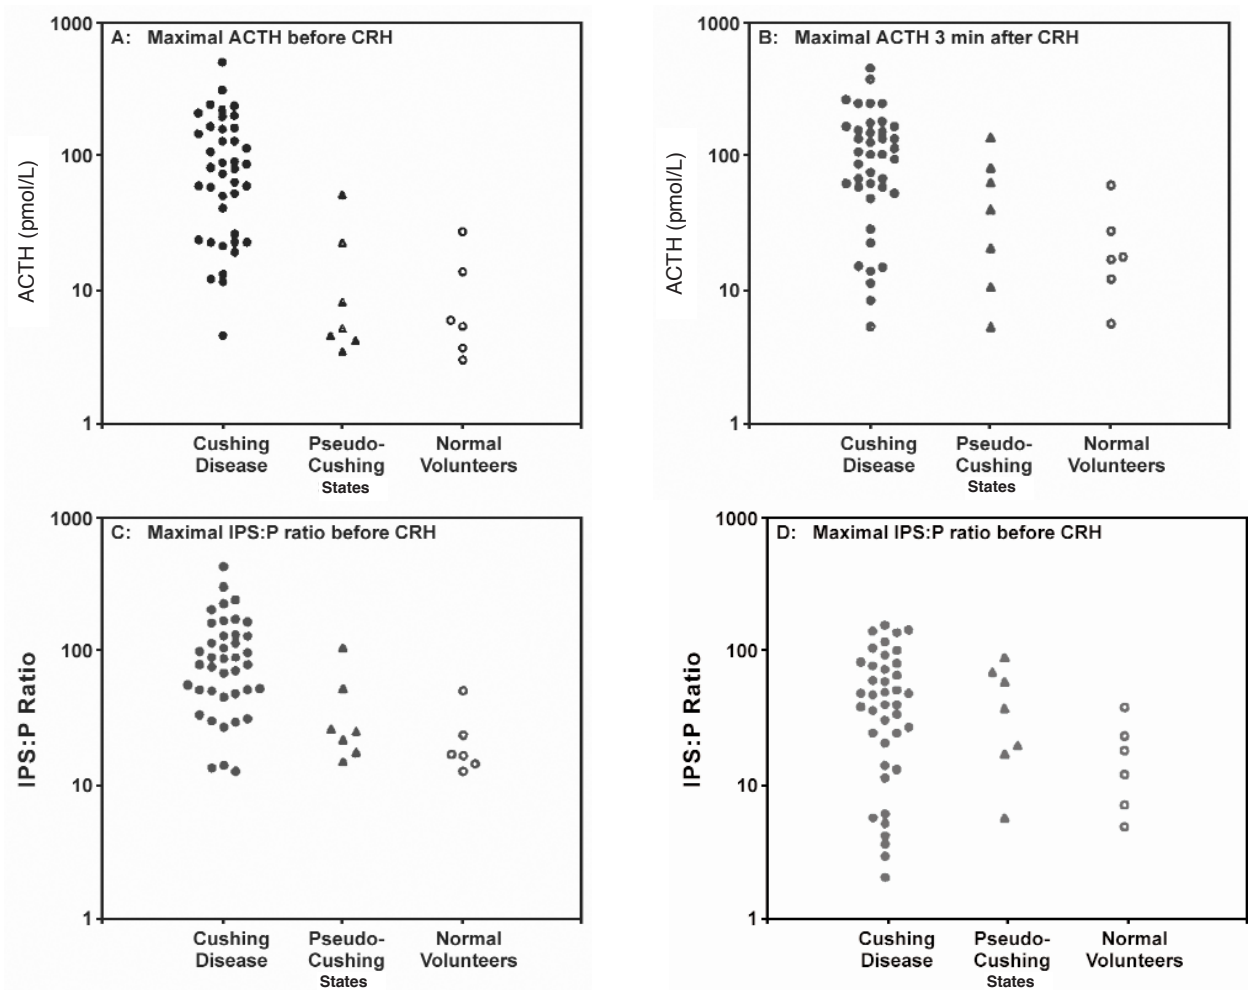 A: Maximal ACTH before CRH
ACTH (pmol/L)
1000
100
10
1
Cushing Disease
Pseudo-Cushing States
Normal Volunteers
B: Maximal ACTH 3 min after CRH
ACTH (pmol/L)
1000
100
10
1
Cushing Disease
Pseudo-Cushing States
Normal Volunteers
C: Maximal IPS:P ratio before CRH
IPS:P Ratio
1000
100
10
1
Cushing Disease
Pseudo-Cushing States
Normal Volunteers
D: Maximal IPS:P ratio before CRH
IPS:P Ratio
1000
100
10
1
Cushing Disease
Pseudo-Cushing States
Normal Volunteers